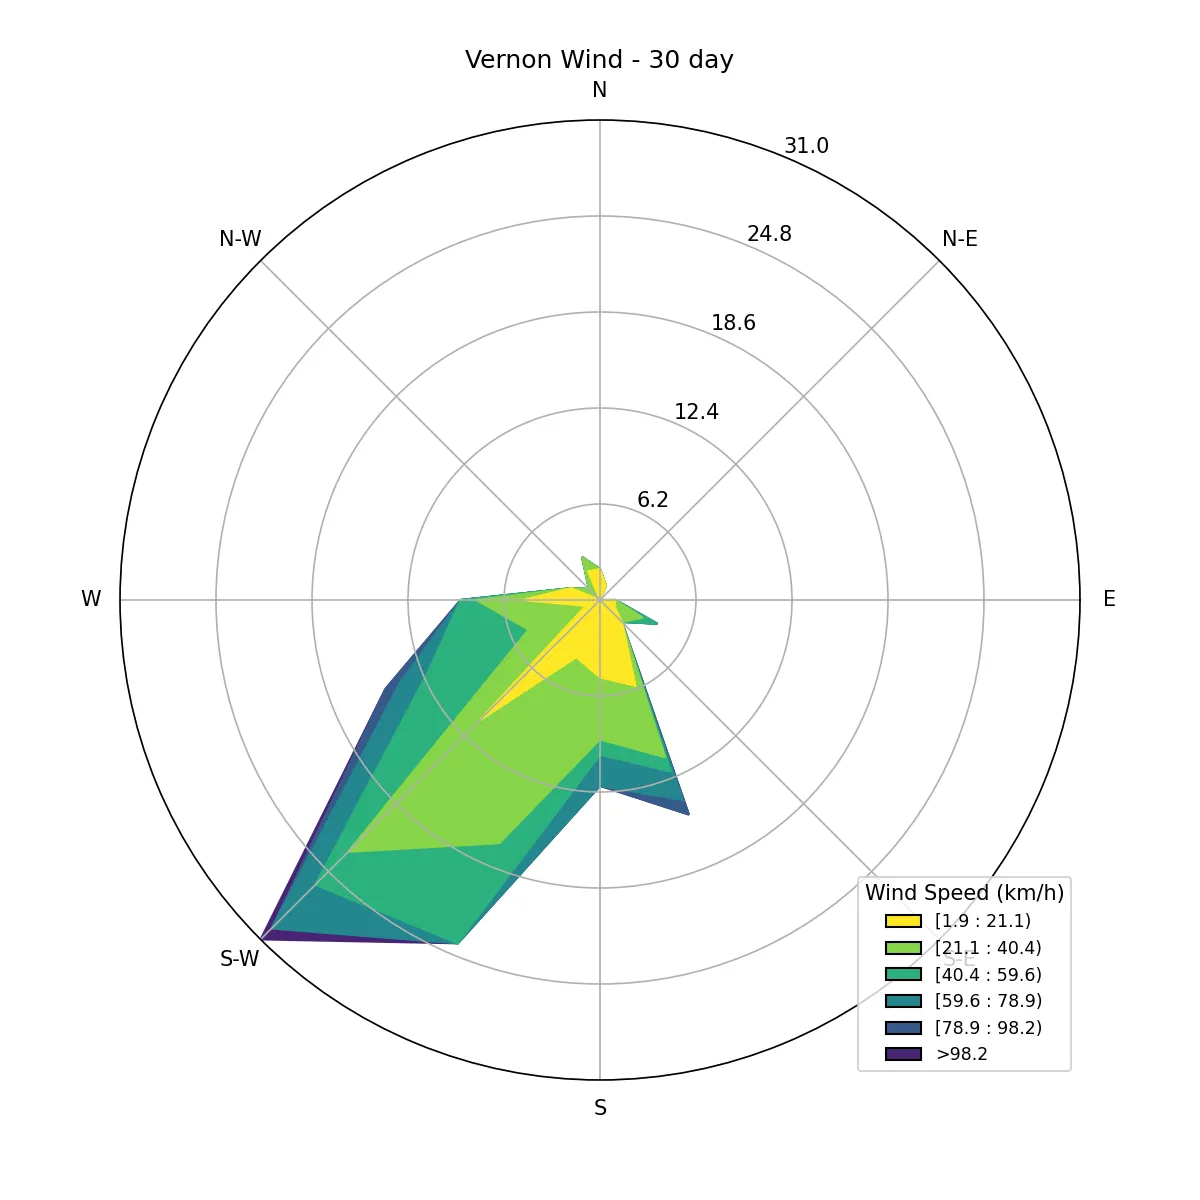 Vernon Wind - 30 day
N
31.0
24.8
N-W
N-E
18.6
12.4
6.2
W
E
Wind Speed (km/h)
[1.9 : 21.1)
[21.1 : 40.4)
S-W
S-E
[40.4 : 59.6)
[59.6 : 78.9)
[78.9 : 98.2)
>98.2
S